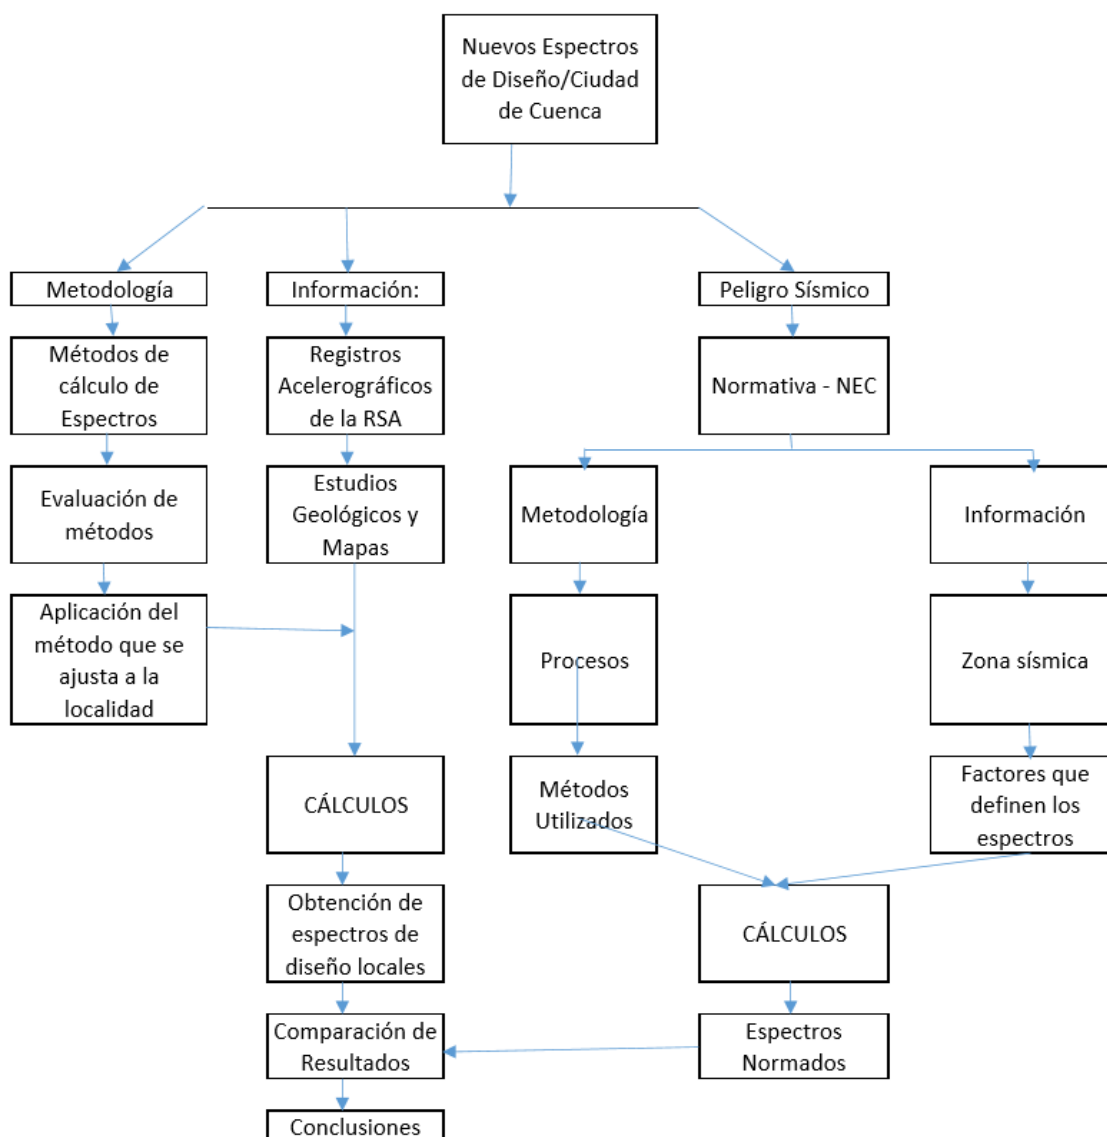 Nuevos Espectros
de Diseño/Ciudad
de Cuenca
Metodología
Información:
Peligro Sísmico
Métodos de
cálculo de
Espectros
Registros
Acelerográficos
de la RSA
Normativa - NEC
Evaluación de
métodos
Estudios
Geológicos y
Mapas
Metodología
Información
Aplicación del
método que se
ajusta a la
localidad
Procesos
Zona sísmica
CÁLCULOS
Métodos
Utilizados
Factores que
definen los
espectros
Obtención de
espectros de
diseño locales
CÁLCULOS
Comparación de
Resultados
Espectros
Normados
Conclusiones